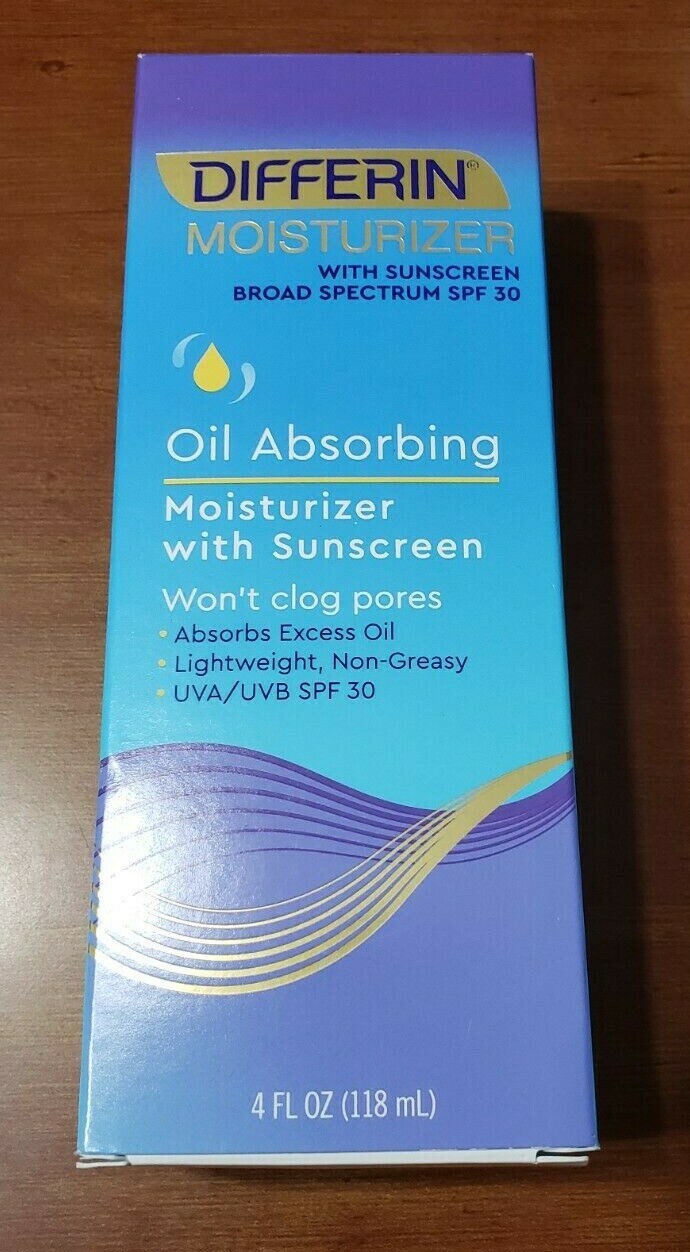 DIFFERIN®
MOISTURIZER
WITH SUNSCREEN
BROAD SPECTRUM SPF 30
Oil Absorbing
Moisturizer
with Sunscreen
Won't clog pores
• Absorbs Excess Oil
• Lightweight, Non-Greasy
• UVA/UVB SPF 30
4 FL OZ (118 mL)